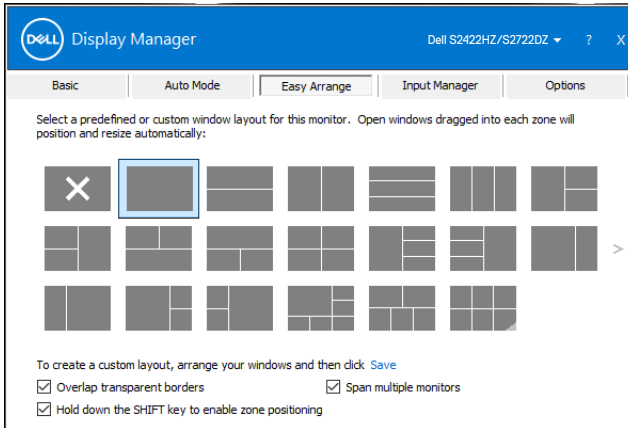 DELL Display Manager Dell S2422HZ/S2722DZ ? X
Basic Auto Mode Easy Arrange Input Manager Options
Select a predefined or custom window layout for this monitor. Open windows dragged into each zone will
position and resize automatically:
>
To create a custom layout, arrange your windows and then click Save
Overlap transparent borders Span multiple monitors
Hold down the SHIFT key to enable zone positioning